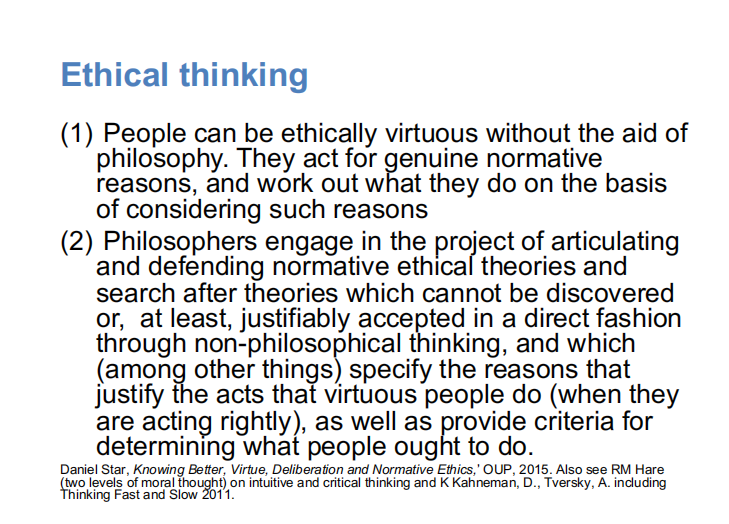 Ethical thinking
(1) People can be ethically virtuous without the aid of
philosophy. They act for genuine normative
reasons, and work out what they do on the basis
of considering such reasons
(2) Philosophers engage in the project of articulating
and defending normative ethical theories and
search after theories which cannot be discovered
or,  at least, justifiably accepted in a direct fashion
through non-philosophical thinking, and which
(among other things) specify the reasons that
justify the acts that virtuous people do (when they
are acting rightly), as well as provide criteria for
determining what people ought to do.
Daniel Star, Knowing Better, Virtue, Deliberation and Normative Ethics,' OUP, 2015. Also see RM Hare
(two levels of moral thought) on intuitive and critical thinking and K Kahneman, D., Tversky, A. including
Thinking Fast and Slow 2011.